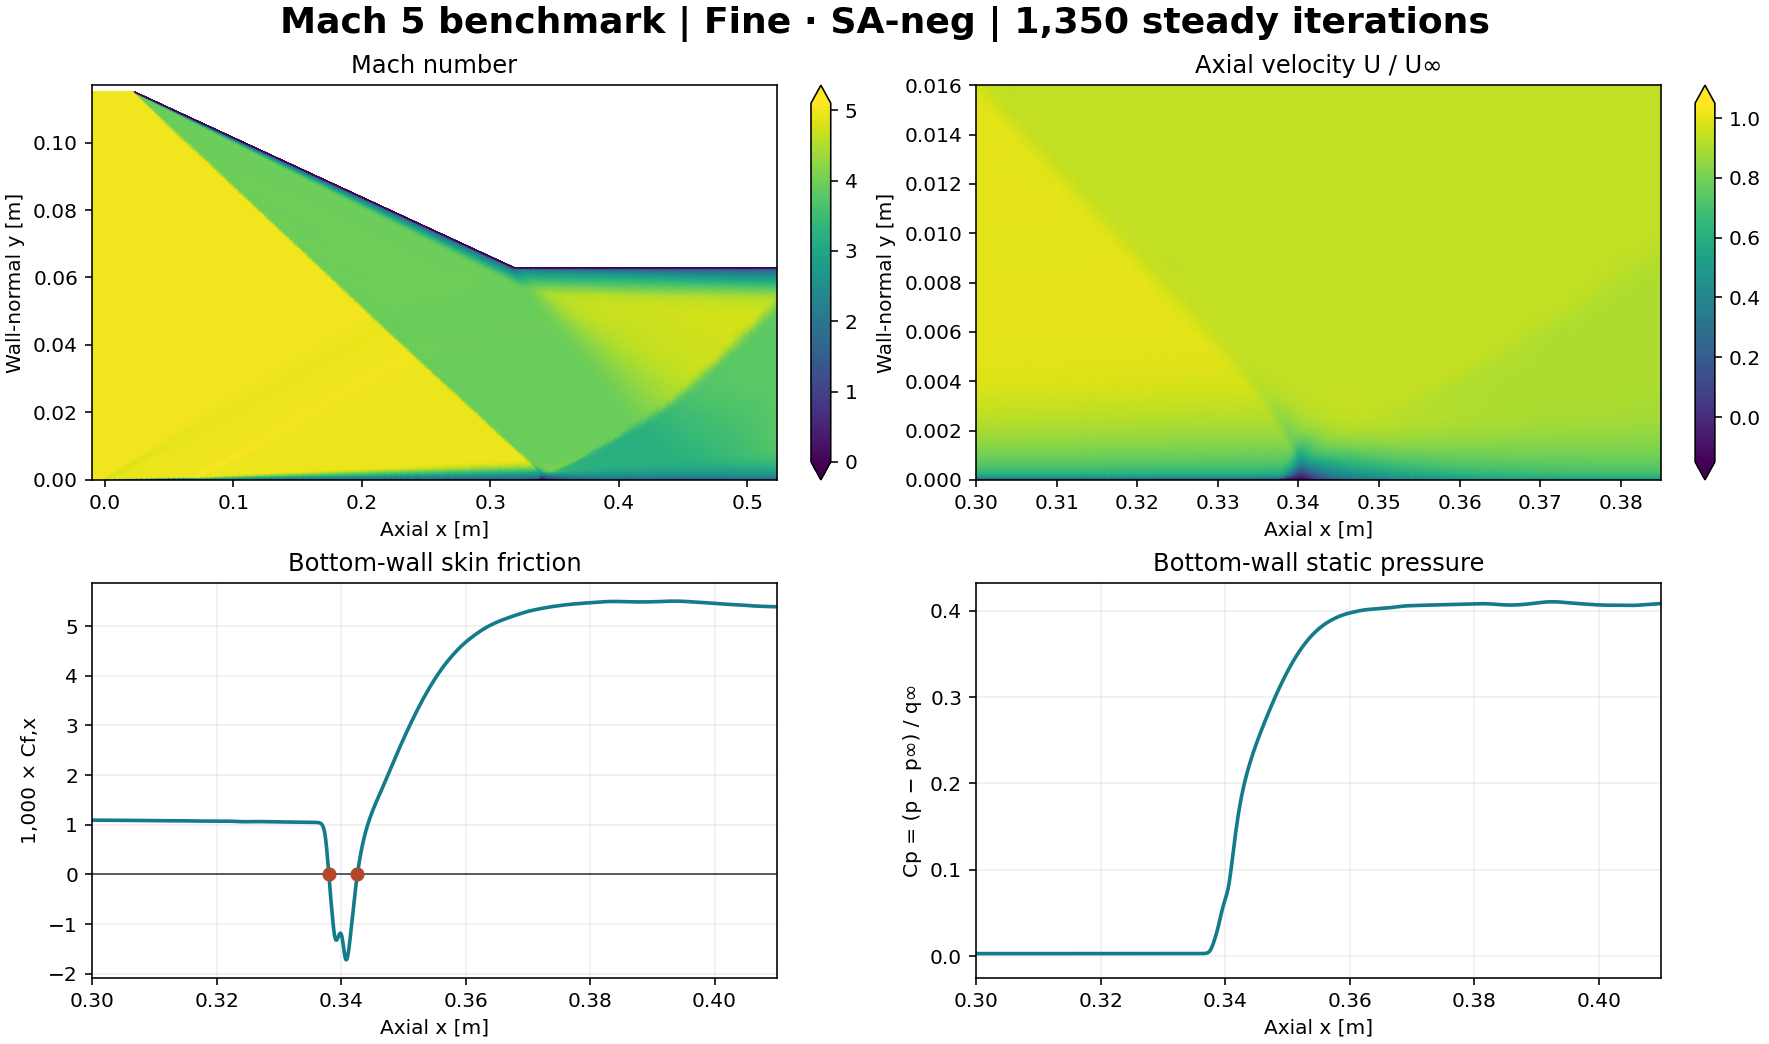 Mach 5 benchmark | Fine · SA-neg | 1,350 steady iterations
Mach number
Wall-normal y [m]
0.10
0.08
0.06
0.04
0.02
0.00
0.0 0.1 0.2 0.3 0.4 0.5
Axial x [m]
5
4
3
2
1
0
Axial velocity U / U∞
Wall-normal y [m]
0.016
0.014
0.012
0.010
0.008
0.006
0.004
0.002
0.000
0.30 0.31 0.32 0.33 0.34 0.35 0.36 0.37 0.38
Axial x [m]
1.0
0.8
0.6
0.4
0.2
0.0
Bottom-wall skin friction
1,000 × Cf,x
5
4
3
2
1
0
−1
−2
0.30 0.32 0.34 0.36 0.38 0.40
Axial x [m]
Bottom-wall static pressure
Cp = (p − p∞) / q∞
0.4
0.3
0.2
0.1
0.0
0.30 0.32 0.34 0.36 0.38 0.40
Axial x [m]